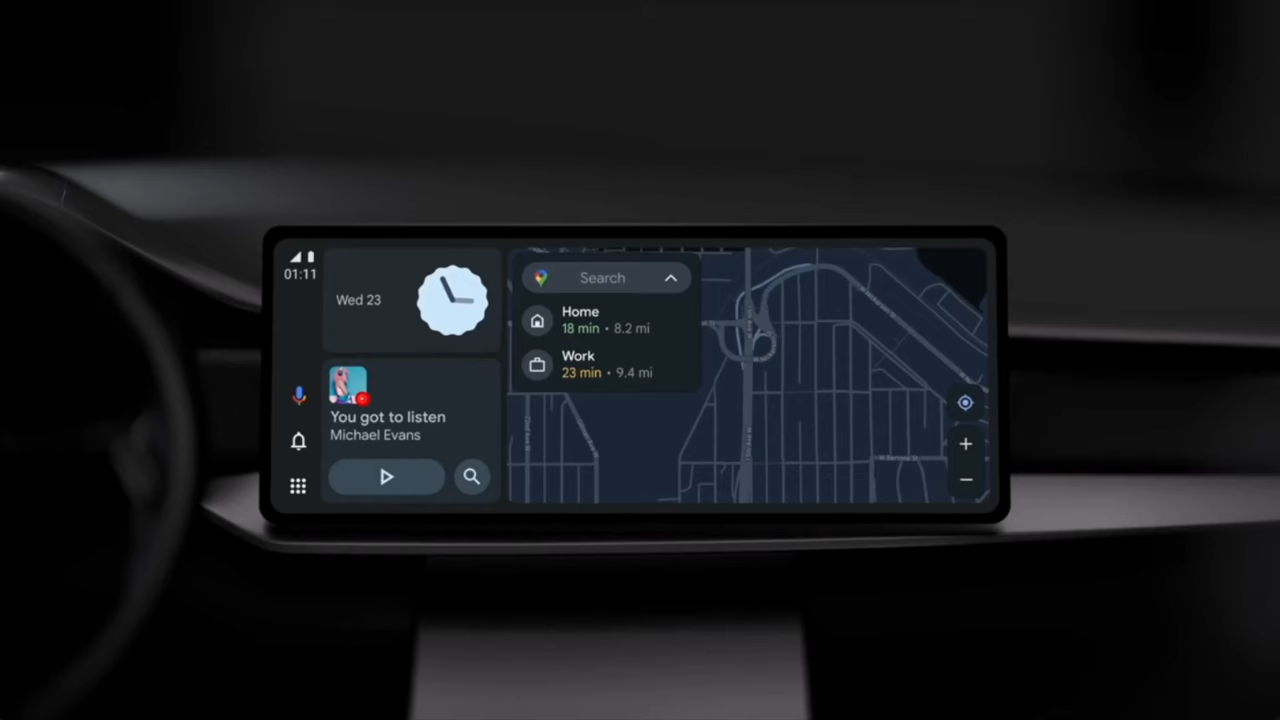 01:11
Wed 23
You got to listen
Michael Evans
Search
Home
18 min • 8.2 mi
Work
23 min • 9.4 mi